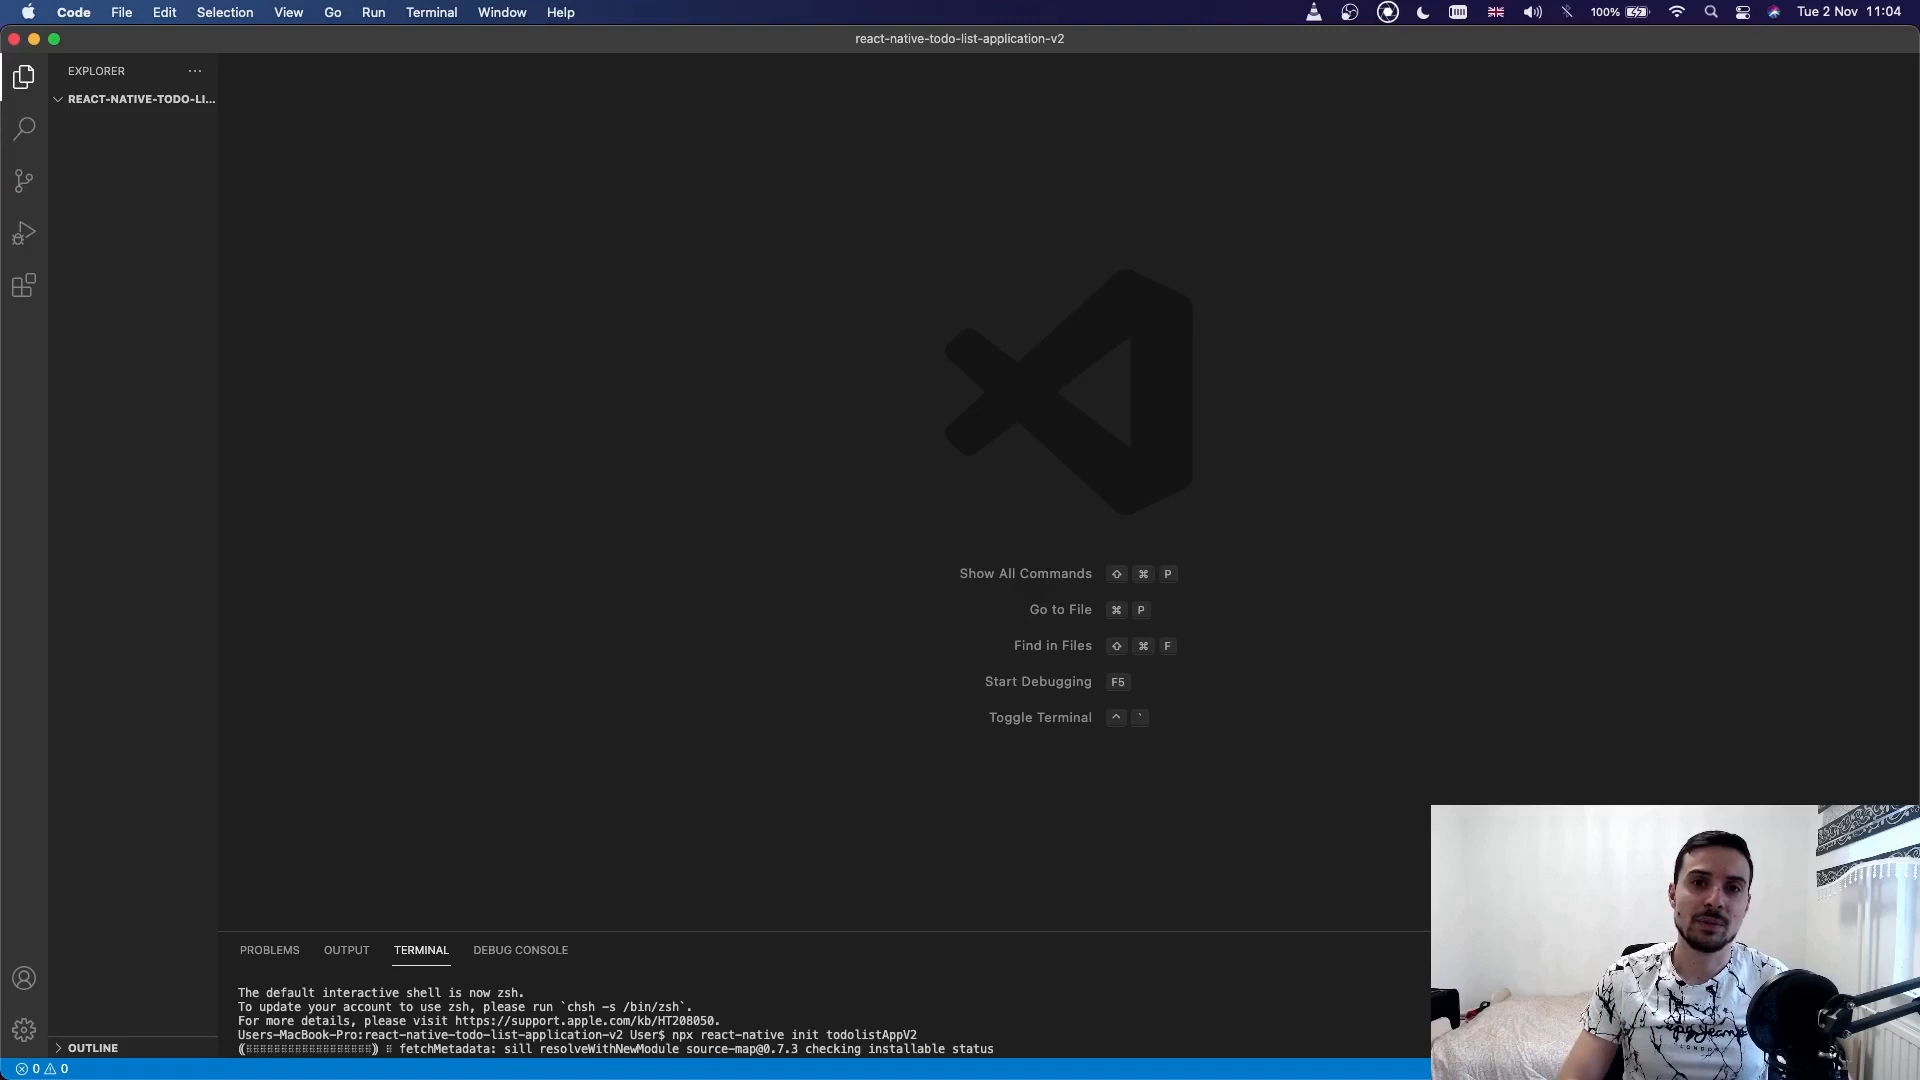 Code File Edit Selection View Go Run Terminal Window Help 100% Tue 2 Nov 11:04
react-native-todo-list-application-v2
EXPLORER
REACT-NATIVE-TODO-LI...
Show All Commands ⇧ ⌘ P
Go to File ⌘ P
Find in Files ⇧ ⌘ F
Start Debugging F5
Toggle Terminal ^ `
PROBLEMS OUTPUT TERMINAL DEBUG CONSOLE
The default interactive shell is now zsh.
To update your account to use zsh, please run `chsh -s /bin/zsh`.
For more details, please visit https://support.apple.com/kb/HT208050.
Users-MacBook-Pro:react-native-todo-list-application-v2 User$ npx react-native init todolistAppV2
fetchMetadata: sill resolveWithNewModule source-map@0.7.3 checking installable status
OUTLINE
0 0
LONDON